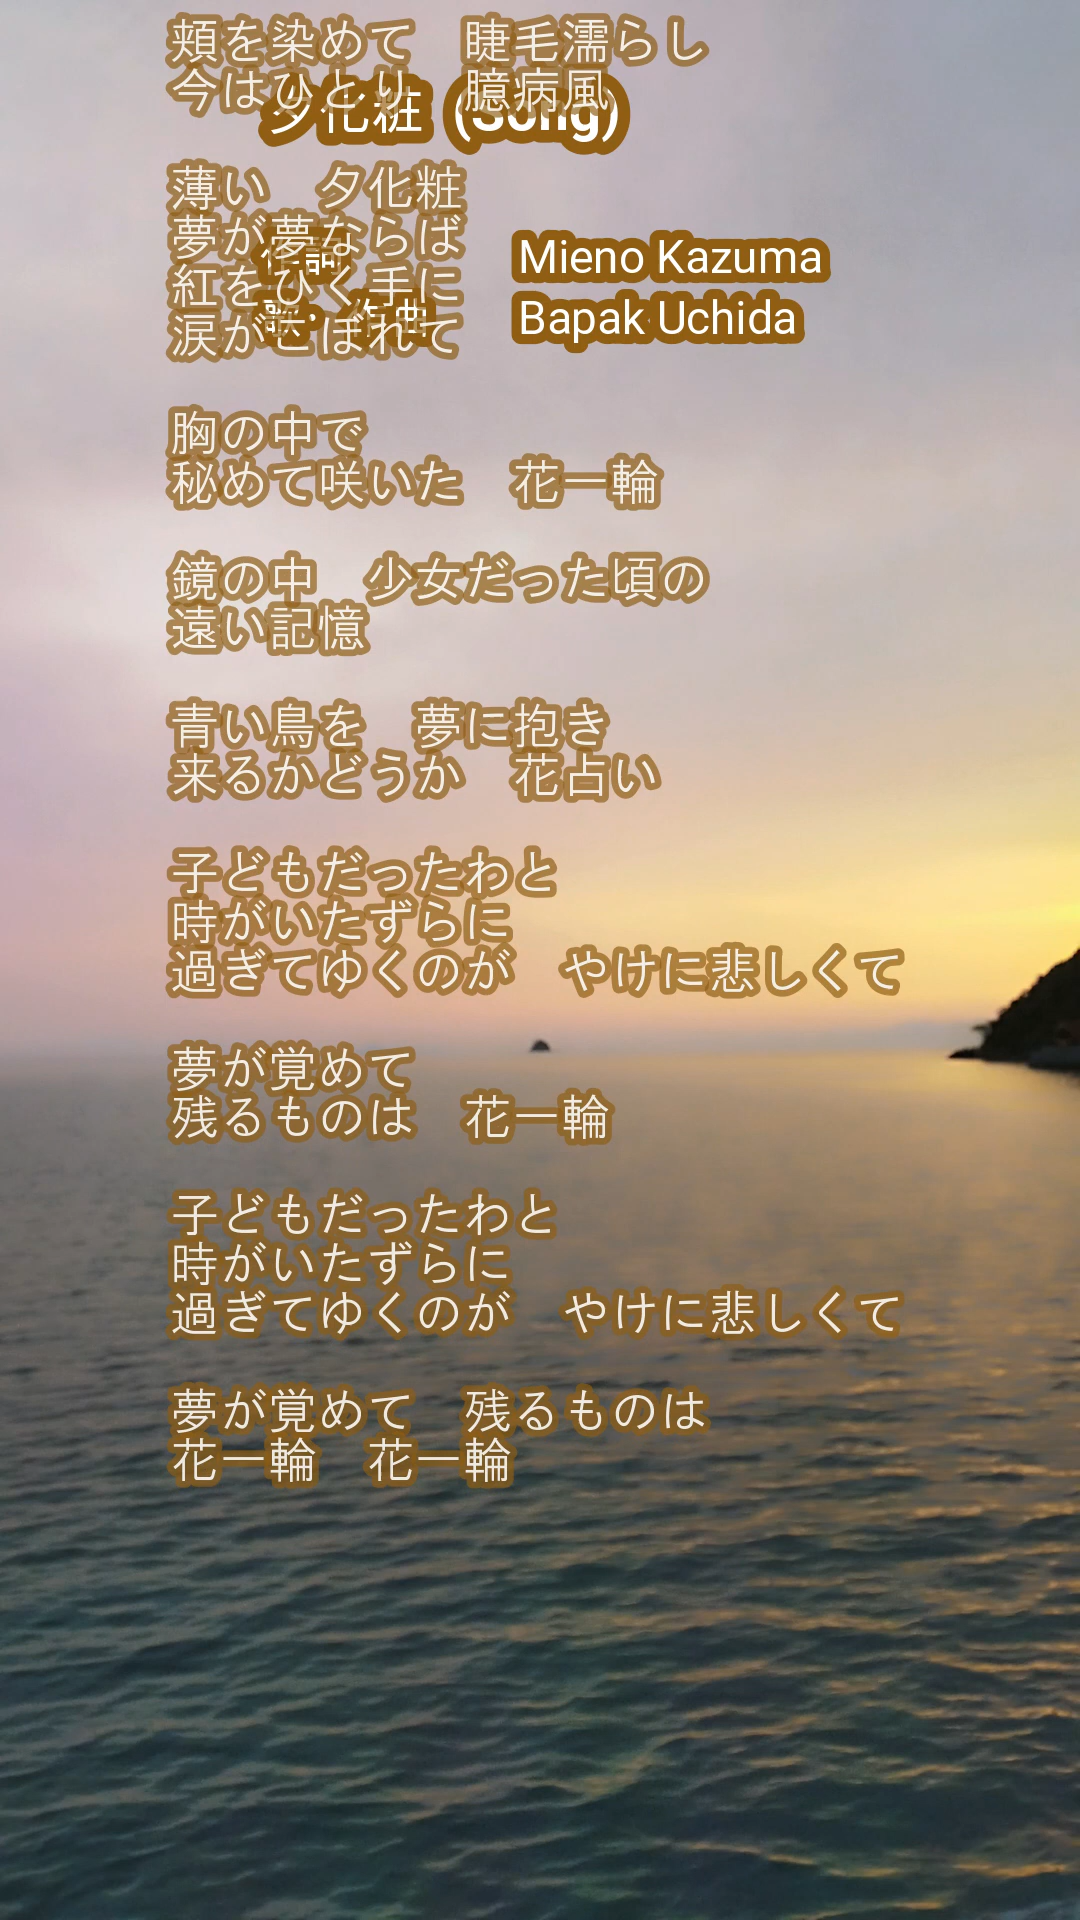 頬を染めて　睫毛濡らし
今はひとり　臆病風
夕化粧 (Song)
薄い　夕化粧
夢が夢ならば
作詞　Mieno Kazuma
紅をひく手に
歌・作曲　Bapak Uchida
涙がこぼれて
胸の中で
秘めて咲いた　花一輪
鏡の中　少女だった頃の
遠い記憶
青い鳥を　夢に抱き
来るかどうか　花占い
子どもだったわと
時がいたずらに
過ぎてゆくのが　やけに悲しくて
夢が覚めて
残るものは　花一輪
子どもだったわと
時がいたずらに
過ぎてゆくのが　やけに悲しくて
夢が覚めて　残るものは
花一輪　花一輪